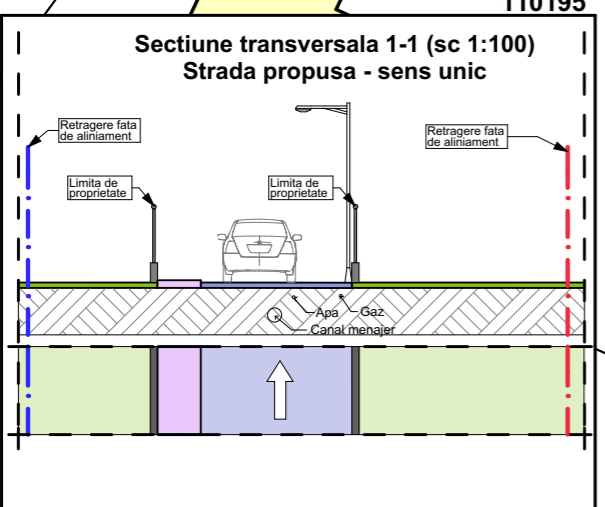 110195
Sectiune transversala 1-1 (sc 1:100)
Strada propusa - sens unic
Retragere fata
de aliniament
Retragere fata
de aliniament
Limita de
proprietate
Limita de
proprietate
Apa
Gaz
Canal menajer